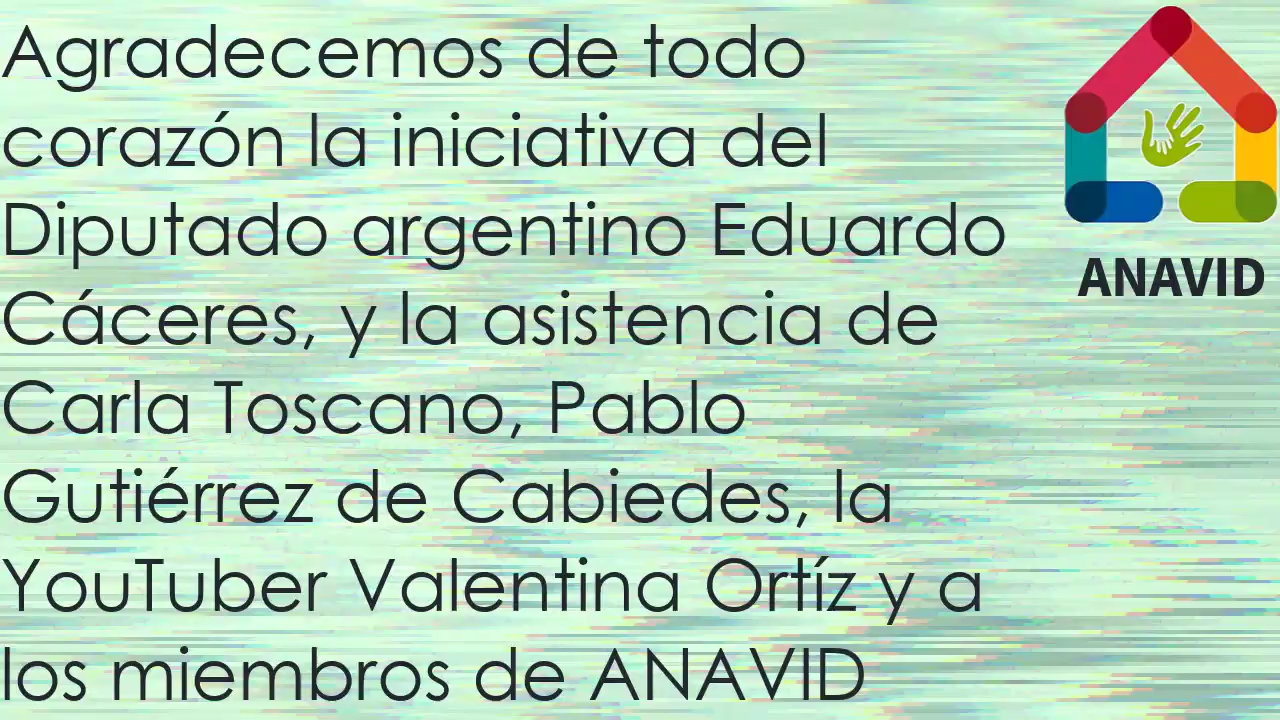 Agradecemos de todo
corazón la iniciativa del
Diputado argentino Eduardo
Cáceres, y la asistencia de
Carla Toscano, Pablo
Gutiérrez de Cabiedes, la
YouTuber Valentina Ortíz y a
los miembros de ANAVID
ANAVID